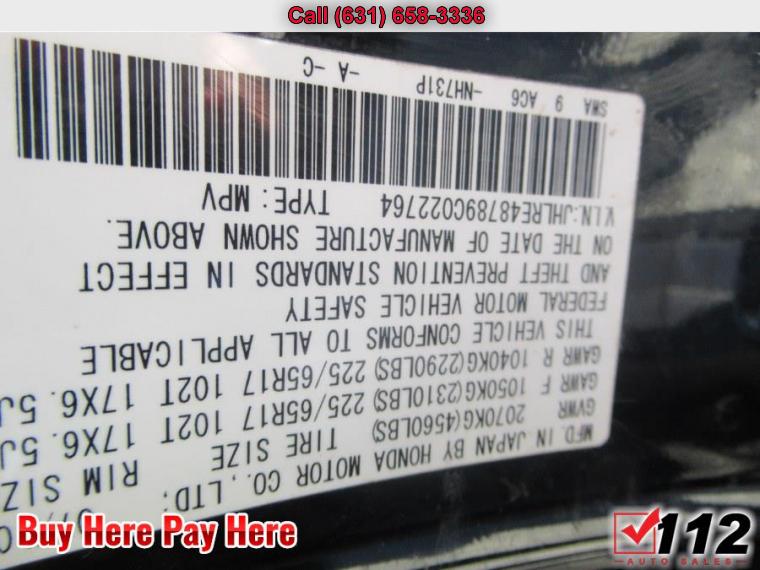 Call (631) 658-3336
MFD. IN JAPAN BY HONDA MOTOR CO., LTD.
GVWR 2070KG(4560LBS) TIRE SIZE RIM SIZ
GAWR F 1050KG(2310LBS) 225/65R17 102T 17X6.5J
GAWR R 1040KG(2290LBS) 225/65R17 102T 17X6.5J
THIS VEHICLE CONFORMS TO ALL APPLICABLE
FEDERAL MOTOR VEHICLE SAFETY
AND THEFT PREVENTION STANDARDS IN EFFECT
ON THE DATE OF MANUFACTURE SHOWN ABOVE.
V.I.N:JHLRE48789C022764 TYPE:MPV
SWA 9 AC6 -NH731P -A -C
Buy Here Pay Here
112
AUTO SALES